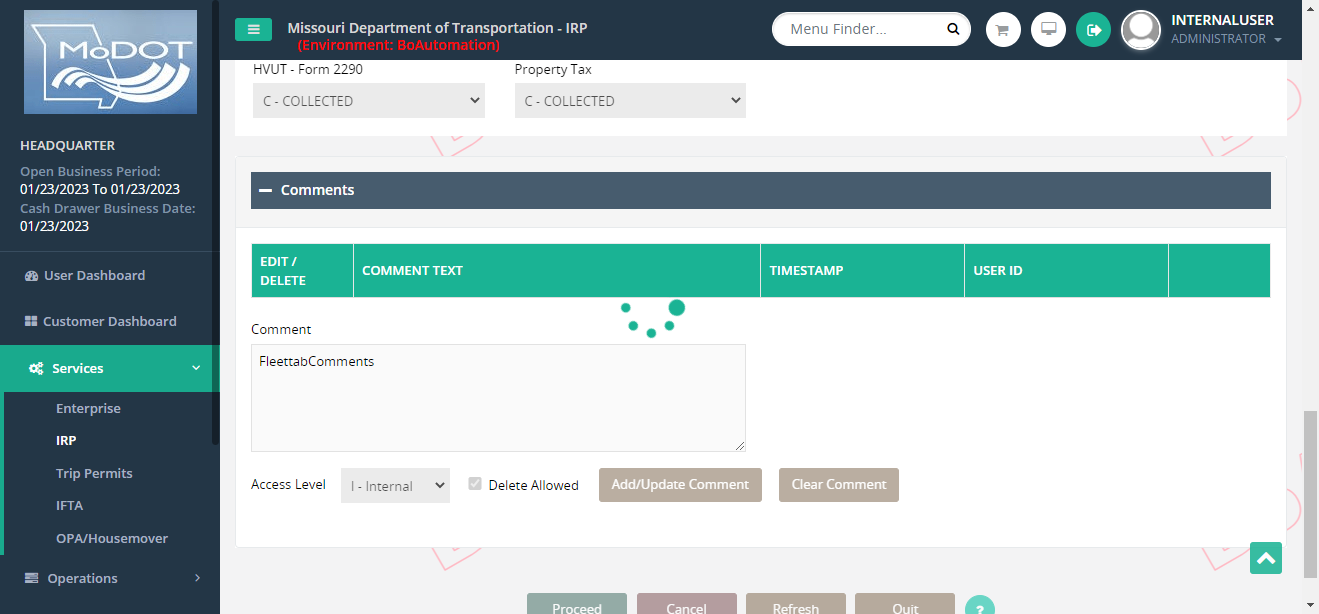 MoDOT
Missouri Department of Transportation - IRP
(Environment: BoAutomation)
Menu Finder...
INTERNALUSER
ADMINISTRATOR
HEADQUARTER
Open Business Period:
01/23/2023 To 01/23/2023
Cash Drawer Business Date:
01/23/2023
User Dashboard
Customer Dashboard
Services
Enterprise
IRP
Trip Permits
IFTA
OPA/Housemover
Operations
HVUT - Form 2290
Property Tax
C - COLLECTED
C - COLLECTED
Comments
EDIT /
DELETE
COMMENT TEXT
TIMESTAMP
USER ID
Comment
FleettabComments
Access Level
I - Internal
Delete Allowed
Add/Update Comment
Clear Comment
Proceed
Cancel
Refresh
Quit
?